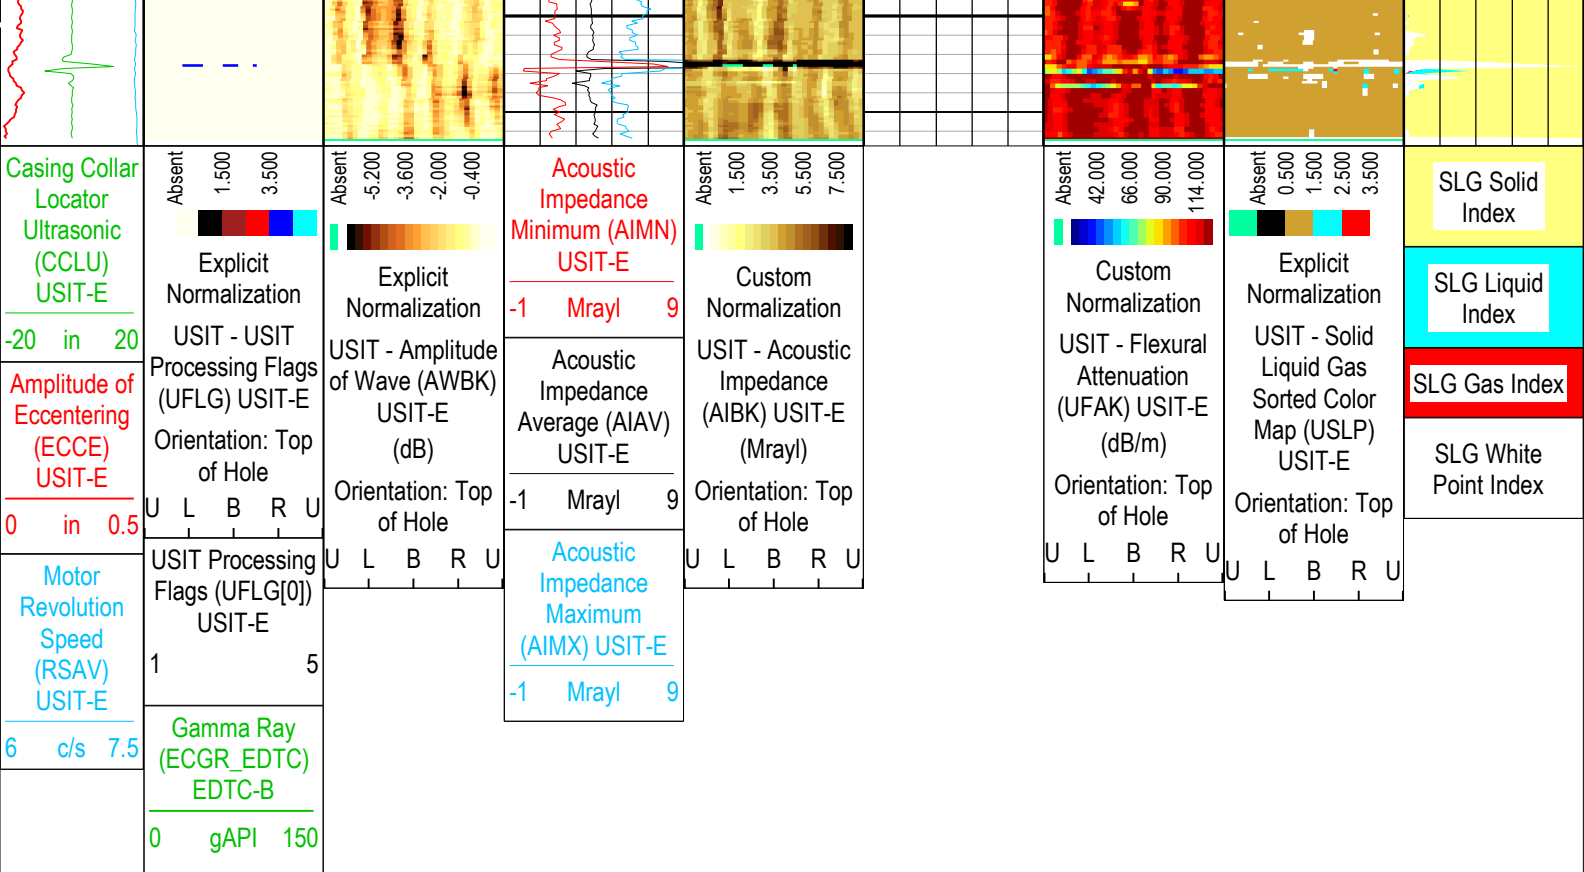 Casing Collar
Locator
Ultrasonic
(CCLU)
USIT-E
-20 in 20
Amplitude of
Eccentering
(ECCE)
USIT-E
0 in 0.5
Motor
Revolution
Speed
(RSAV)
USIT-E
6 c/s 7.5
Absent
1.500
3.500
Explicit
Normalization
USIT - USIT
Processing Flags
(UFLG) USIT-E
Orientation: Top
of Hole
U L B R U
USIT Processing
Flags (UFLG[0])
USIT-E
1 5
Gamma Ray
(ECGR_EDTC)
EDTC-B
0 gAPI 150
Absent
-5.200
-3.600
-2.000
-0.400
Explicit
Normalization
USIT - Amplitude
of Wave (AWBK)
USIT-E
(dB)
Orientation: Top
of Hole
U L B R U
Acoustic
Impedance
Minimum (AIMN)
USIT-E
-1 Mrayl 9
Acoustic
Impedance
Average (AIAV)
USIT-E
-1 Mrayl 9
Acoustic
Impedance
Maximum
(AIMX) USIT-E
-1 Mrayl 9
Absent
1.500
3.500
5.500
7.500
Custom
Normalization
USIT - Acoustic
Impedance
(AIBK) USIT-E
(Mrayl)
Orientation: Top
of Hole
U L B R U
Absent
42.000
66.000
90.000
114.000
Custom
Normalization
USIT - Flexural
Attenuation
(UFAK) USIT-E
(dB/m)
Orientation: Top
of Hole
U L B R U
Absent
0.500
1.500
2.500
3.500
Explicit
Normalization
USIT - Solid
Liquid Gas
Sorted Color
Map (USLP)
USIT-E
Orientation: Top
of Hole
U L B R U
SLG Solid
Index
SLG Liquid
Index
SLG Gas Index
SLG White
Point Index